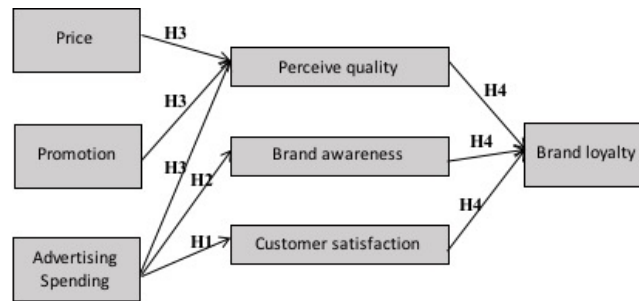 Price
H3
Perceive quality
H3
H4
Promotion
H3
Brand awareness
H4
Brand loyalty
H2
H4
Advertising
Spending
H1
Customer satisfaction